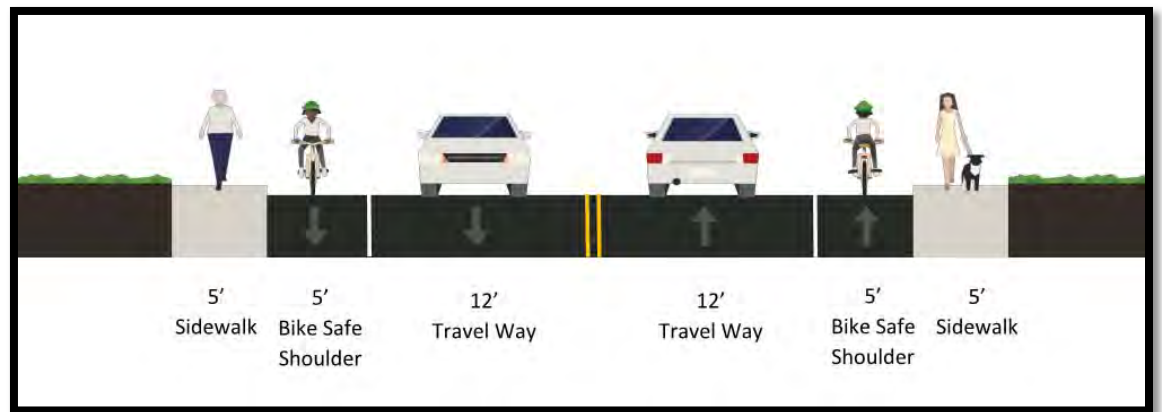 5’
Sidewalk
5’
Bike Safe
Shoulder
12’
Travel Way
12’
Travel Way
5’
Bike Safe
Shoulder
5’
Sidewalk